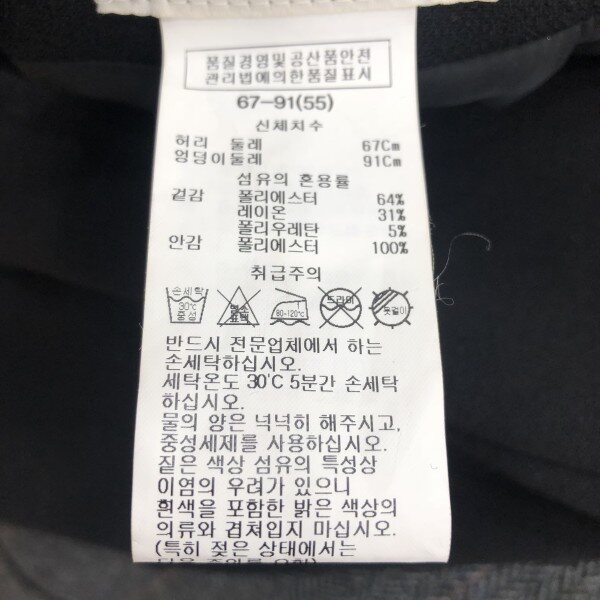 품질경영및공산품안전
관리법에의한품질표시
67-91(55)
신체치수
허리 둘레 67Cm
엉덩이둘레 91Cm
섬유의 혼용률
겉감 폴리에스터 64%
레이온 31%
폴리우레탄 5%
안감 폴리에스터 100%
취급주의
손세탁 30℃ 중성 염소표백 80-120℃ 드라이 옷걸이
반드시 전문업체에서 하는
손세탁하십시오.
세탁온도 30℃ 5분간 손세탁
하십시오.
물의 양은 넉넉히 해주시고,
중성세제를 사용하십시오.
짙은 색상 섬유의 특성상
이염의 우려가 있으니
흰색을 포함한 밝은 색상의
의류와 겹쳐입지 마십시오.
(특히 젖은 상태에서는